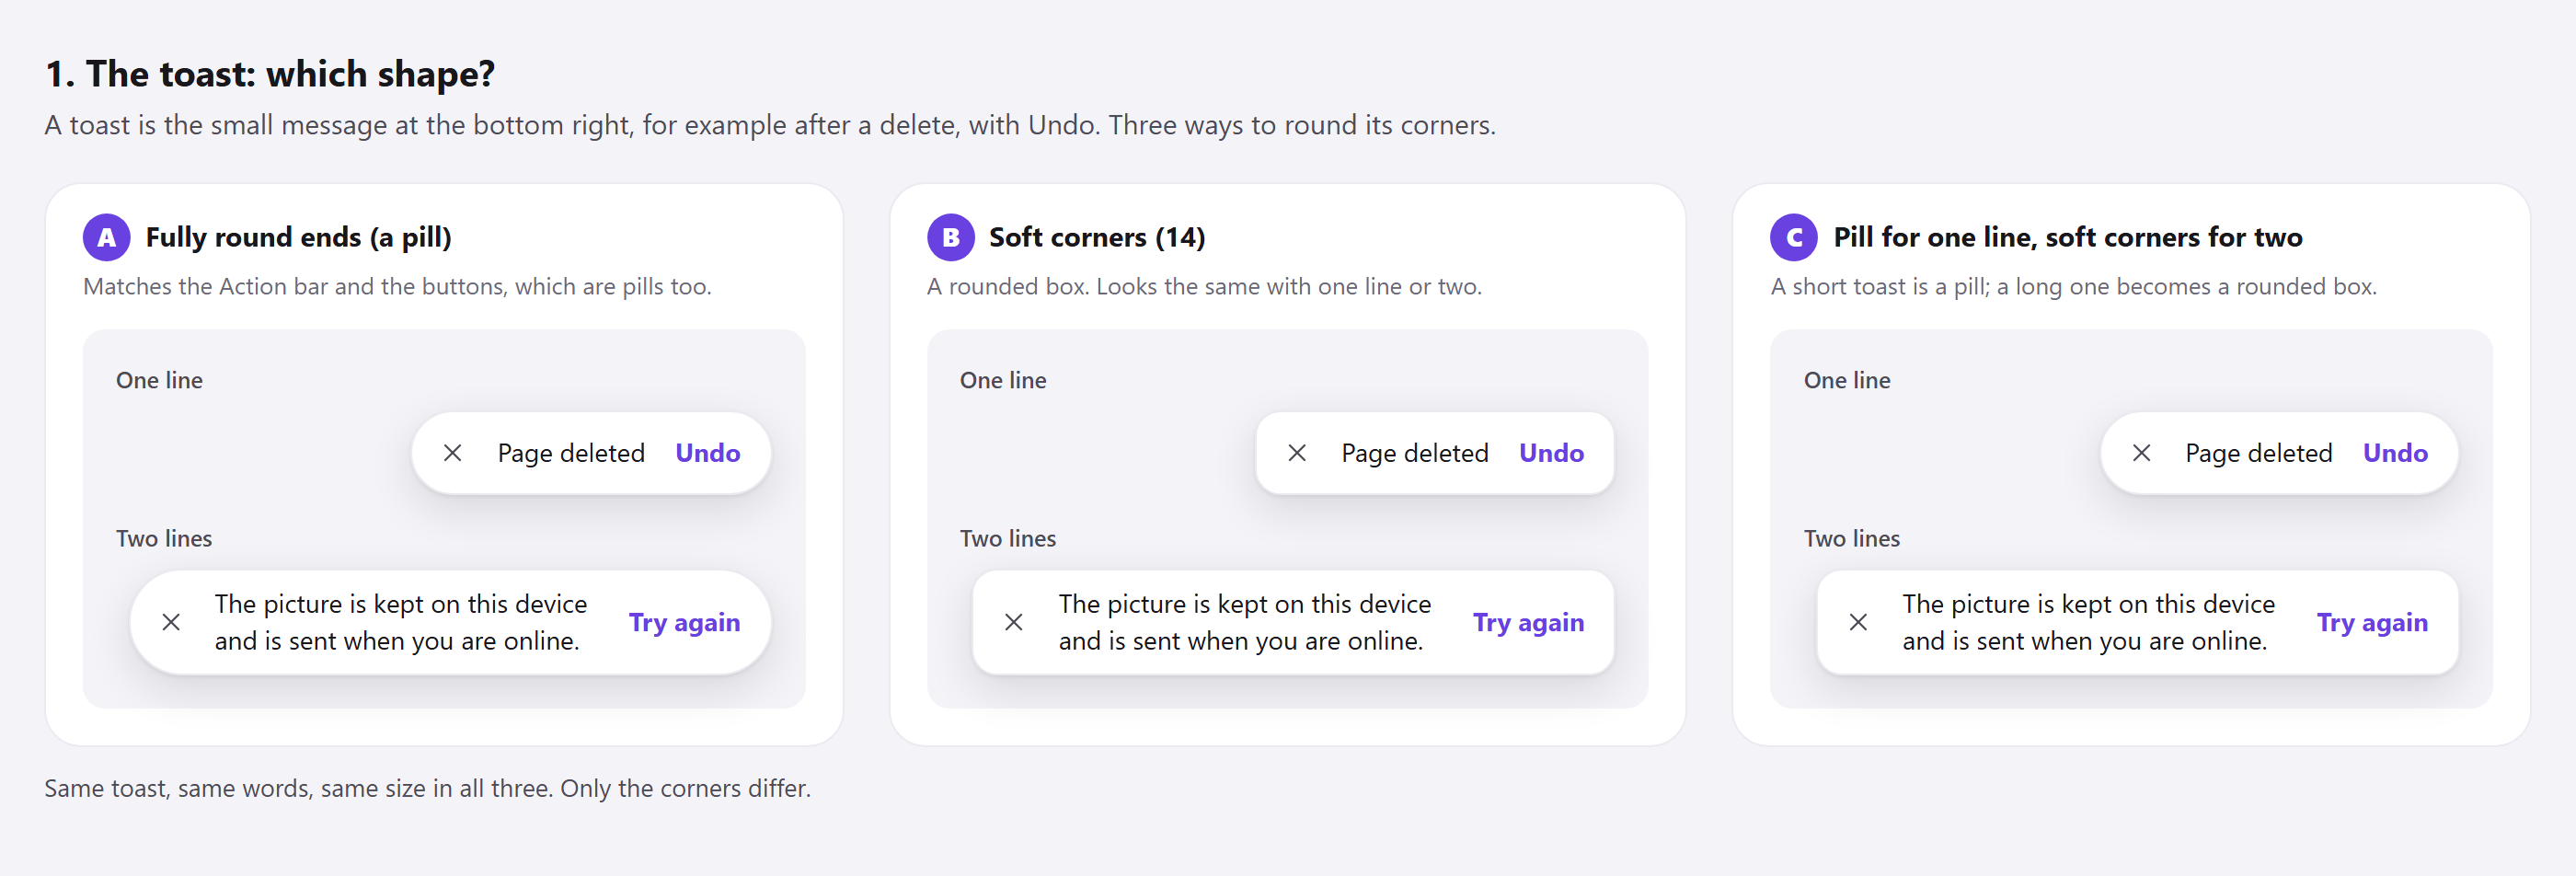 1. The toast: which shape?
A toast is the small message at the bottom right, for example after a delete, with Undo. Three ways to round its corners.
A Fully round ends (a pill)
Matches the Action bar and the buttons, which are pills too.
One line
Page deleted Undo
Two lines
The picture is kept on this device
and is sent when you are online.
Try again
B Soft corners (14)
A rounded box. Looks the same with one line or two.
One line
Page deleted Undo
Two lines
The picture is kept on this device
and is sent when you are online.
Try again
C Pill for one line, soft corners for two
A short toast is a pill; a long one becomes a rounded box.
One line
Page deleted Undo
Two lines
The picture is kept on this device
and is sent when you are online.
Try again
Same toast, same words, same size in all three. Only the corners differ.